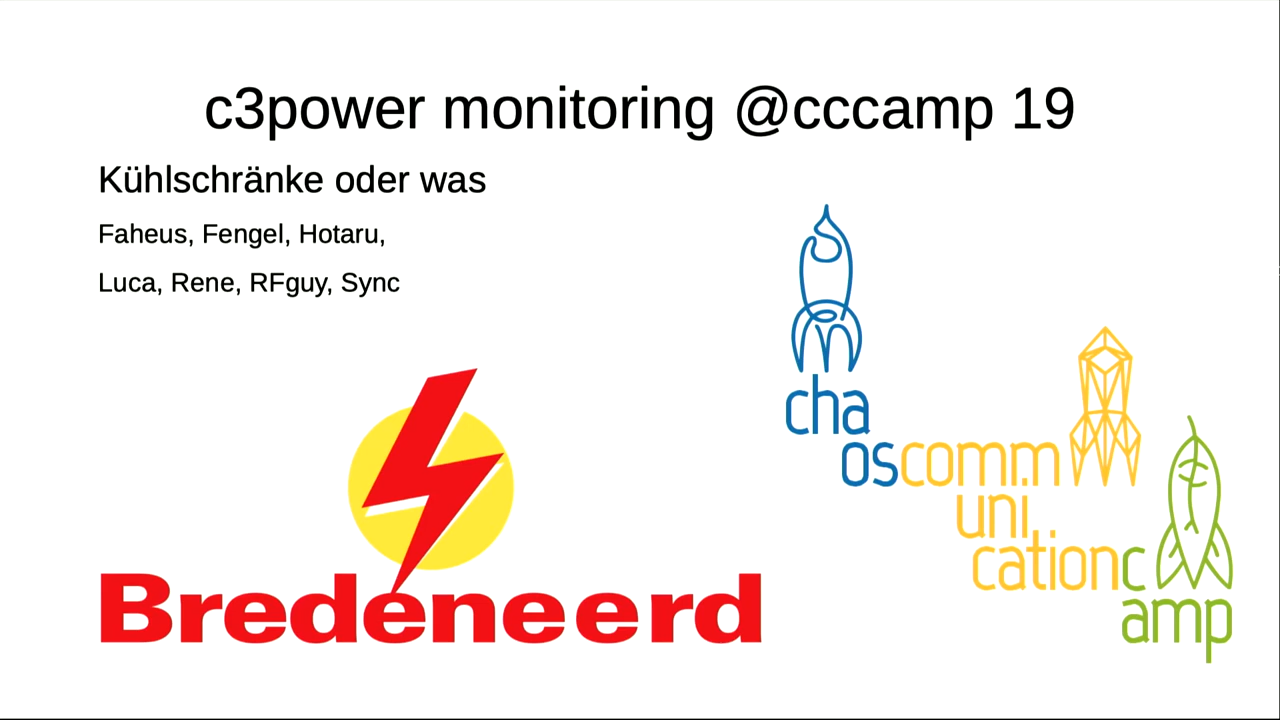 c3power monitoring @cccamp 19
Kühlschränke oder was
Faheus, Fengel, Hotaru,
Luca, Rene, RFguy, Sync
Bredeneerd
cha
oscomm
uni
cationc
amp